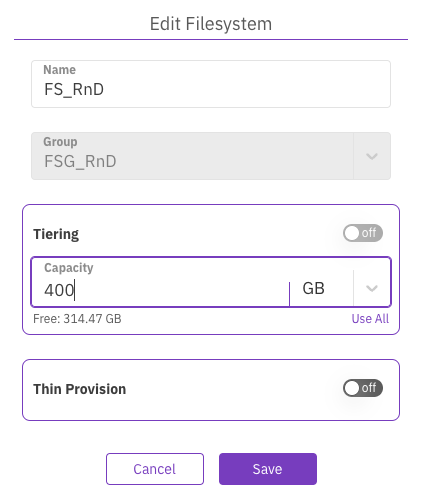 Edit Filesystem
Name
FS_RnD
Group
FSG_RnD
Tiering
off
Capacity
400 GB
Free: 314.47 GB Use All
Thin Provision
off
Cancel Save